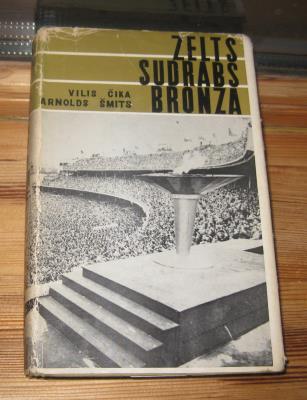 ZELTS
SUDRABS
BRONZA
VILIS ČIKA
ARNOLDS ŠMITS